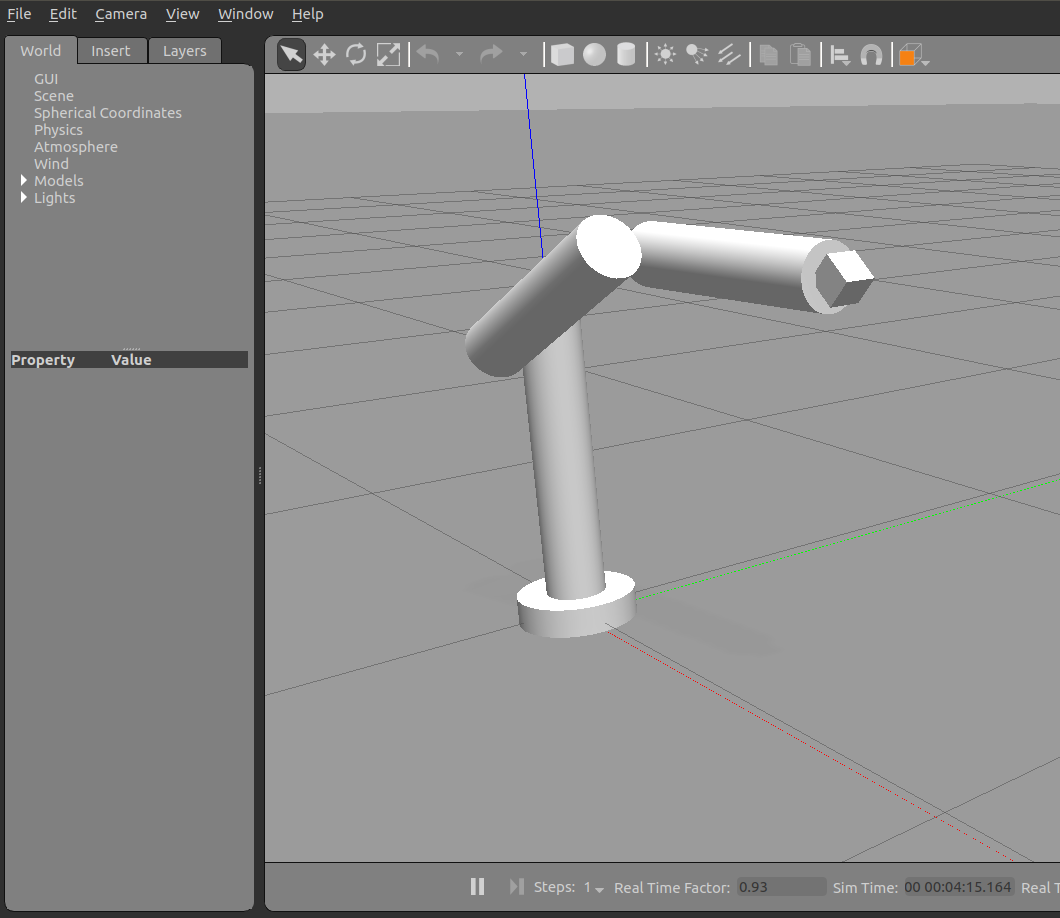 File Edit Camera View Window Help
World Insert Layers
GUI
Scene
Spherical Coordinates
Physics
Atmosphere
Wind
Models
Lights
Property Value
Steps: 1 Real Time Factor: 0.93 Sim Time: 00 00:04:15.164 Real T